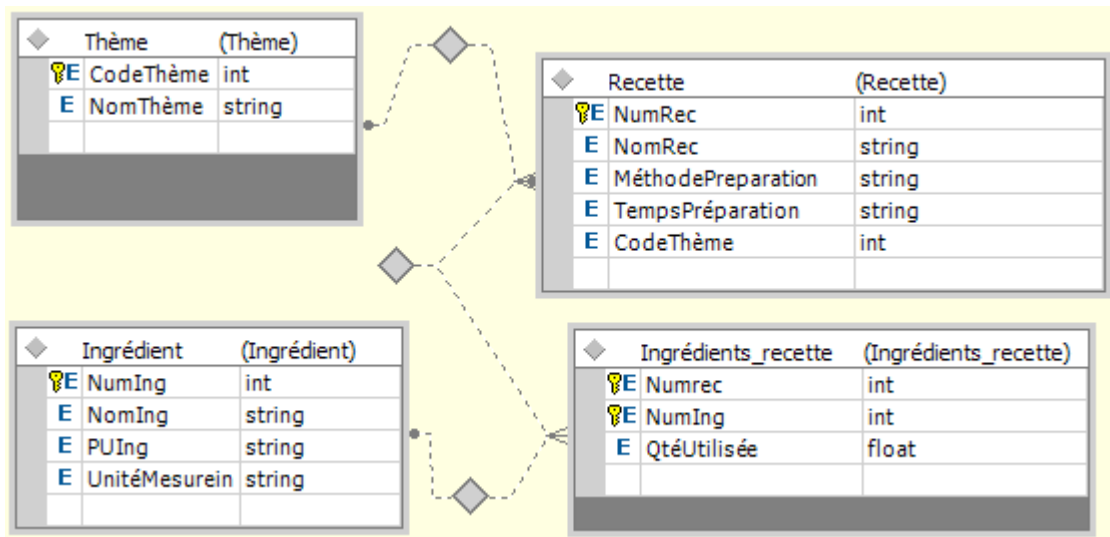 Thème (Thème)
E CodeThème int
E NomThème string
Recette (Recette)
E NumRec int
E NomRec string
E MéthodePreparation string
E TempsPréparation string
E CodeThème int
Ingrédient (Ingrédient)
E NumIng int
E NomIng string
E PUIng string
E UnitéMesurein string
Ingrédients_recette (Ingrédients_recette)
E Numrec int
E NumIng int
E QtéUtilisée float